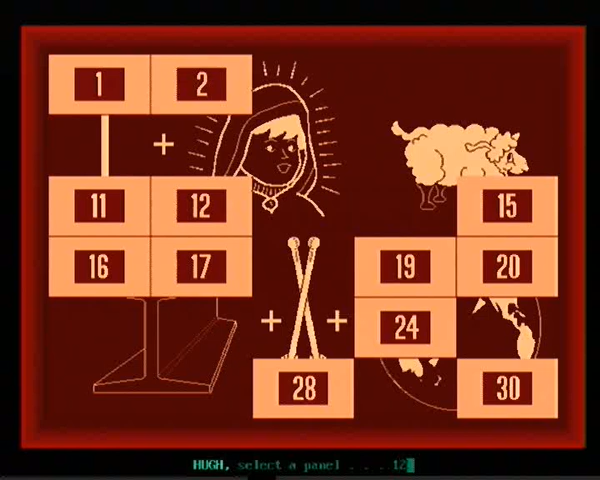 1 2
+
11 12 15
16 17 19 20
+ + 24
28 30
HUGH, select a panel . . . .12